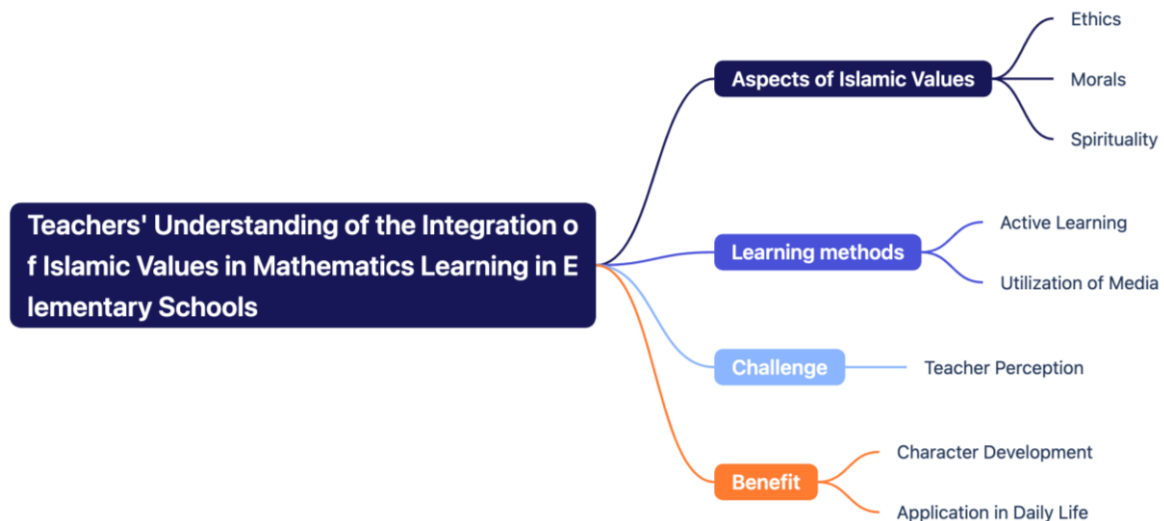 Teachers' Understanding of the Integration o
f Islamic Values in Mathematics Learning in E
lementary Schools
Aspects of Islamic Values
Ethics
Morals
Spirituality
Learning methods
Active Learning
Utilization of Media
Challenge
Teacher Perception
Benefit
Character Development
Application in Daily Life